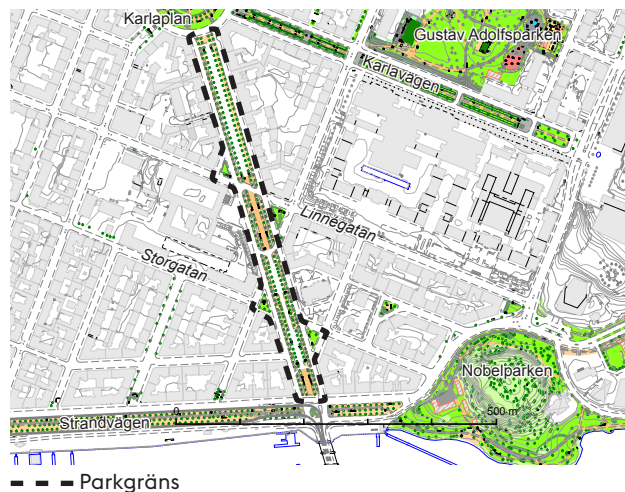 Karlaplan
Gustav Adolfsparken
Karlavägen
Linnégatan
Storgatan
Nobelparken
Strandvägen
0
500 m
Parkgräns